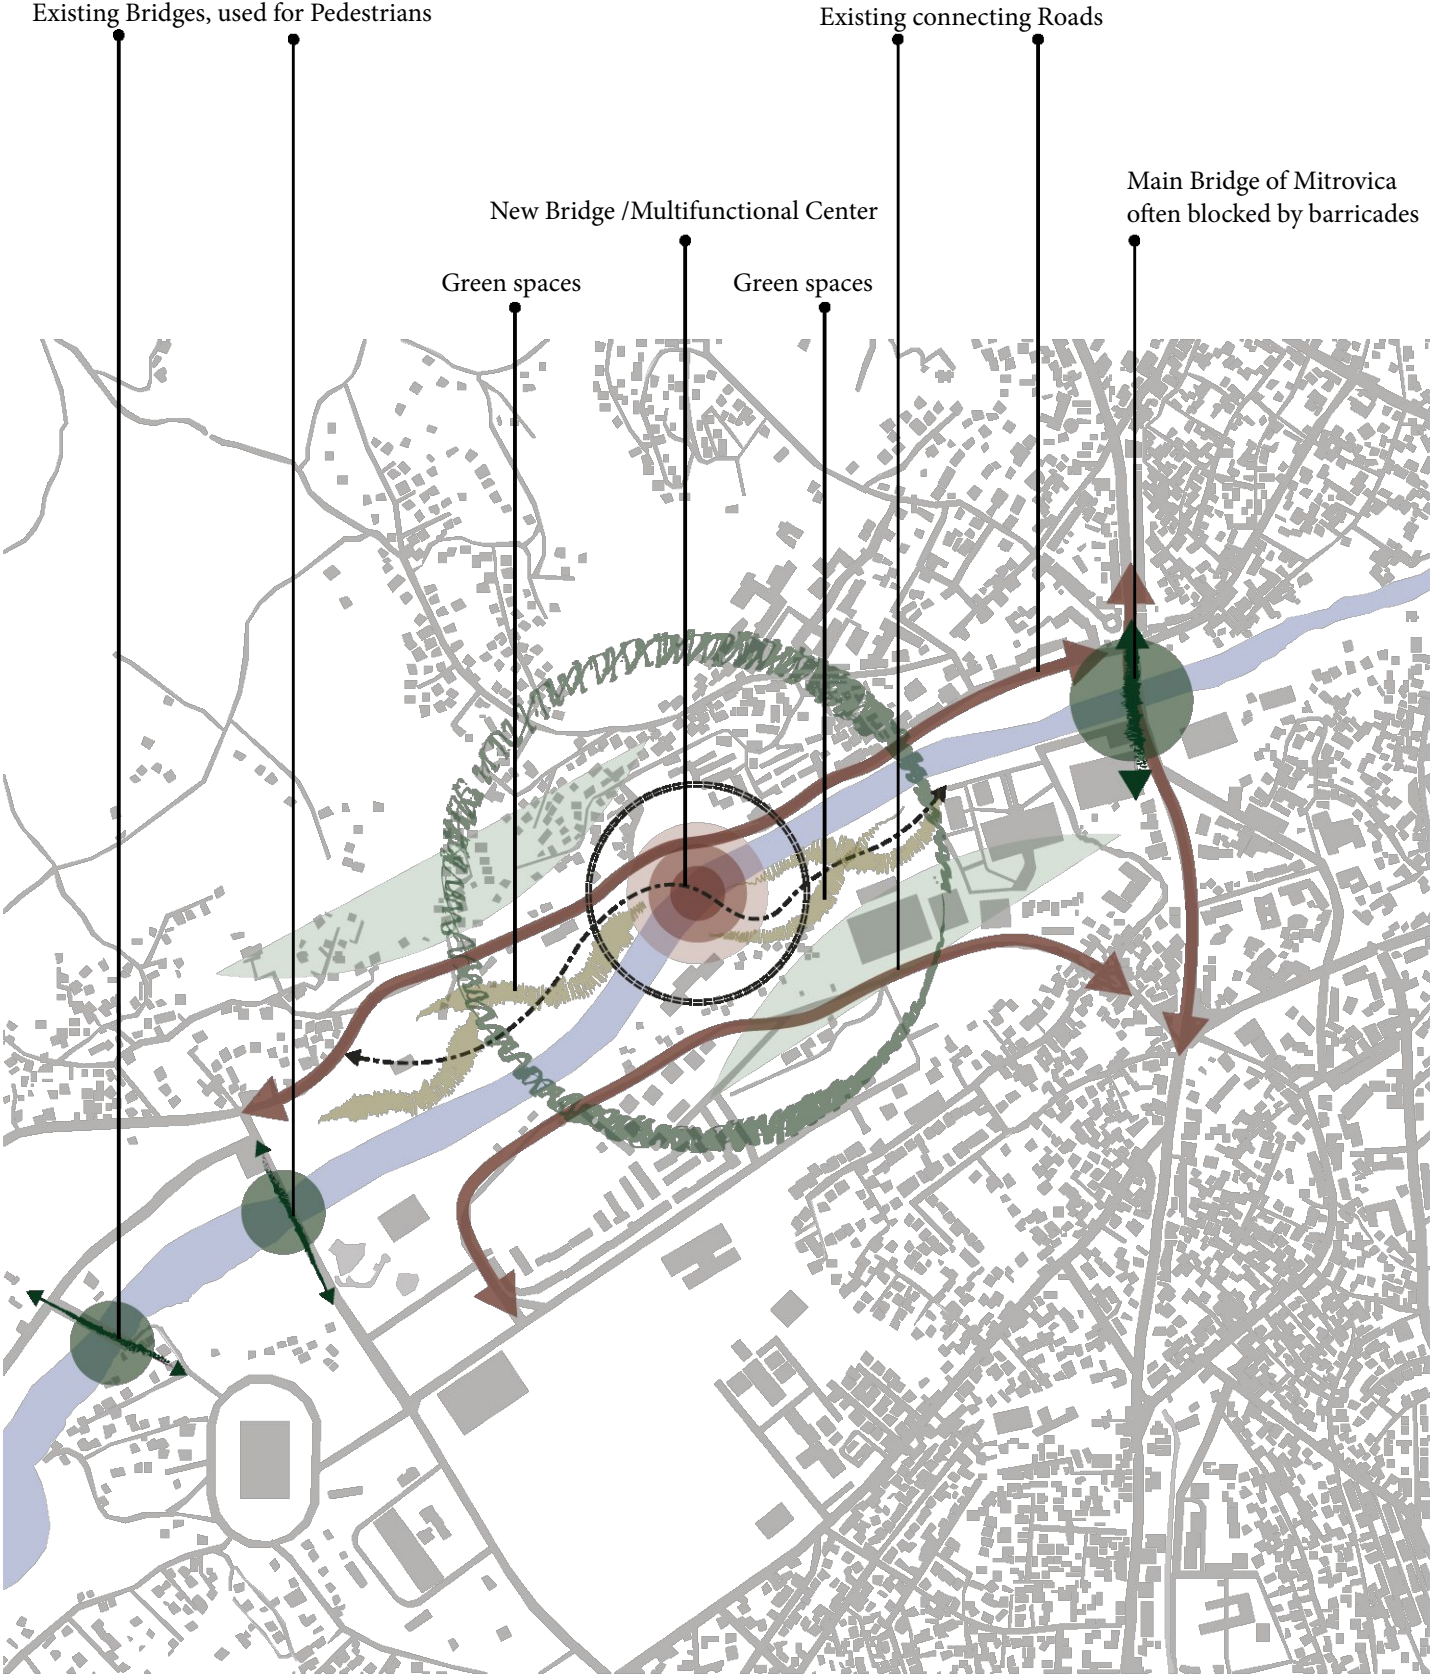 Existing Bridges, used for Pedestrians
Existing connecting Roads
Main Bridge of Mitrovica
often blocked by barricades
New Bridge /Multifunctional Center
Green spaces
Green spaces